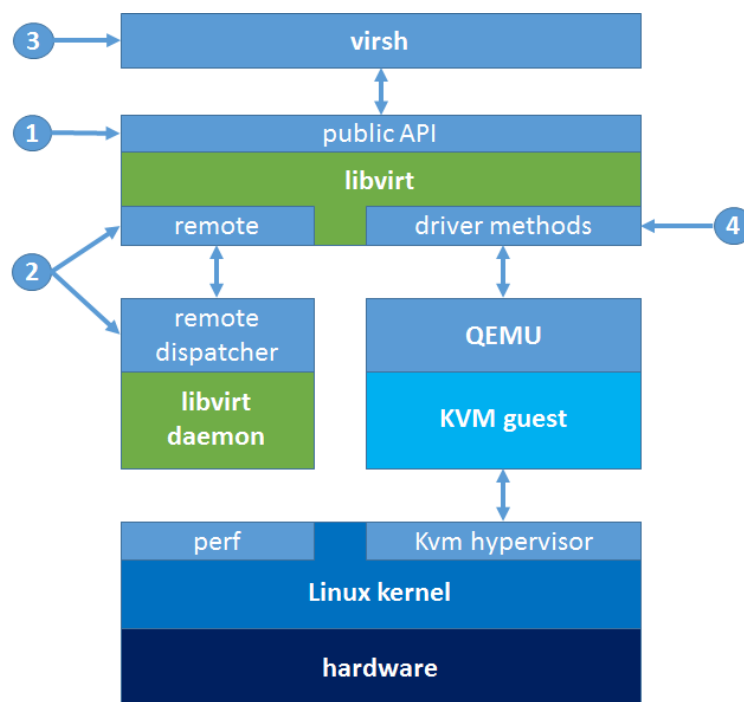 3
virsh
1
public API
libvirt
remote
driver methods
4
2
remote
dispatcher
QEMU
libvirt
daemon
KVM guest
perf
Kvm hypervisor
Linux kernel
hardware